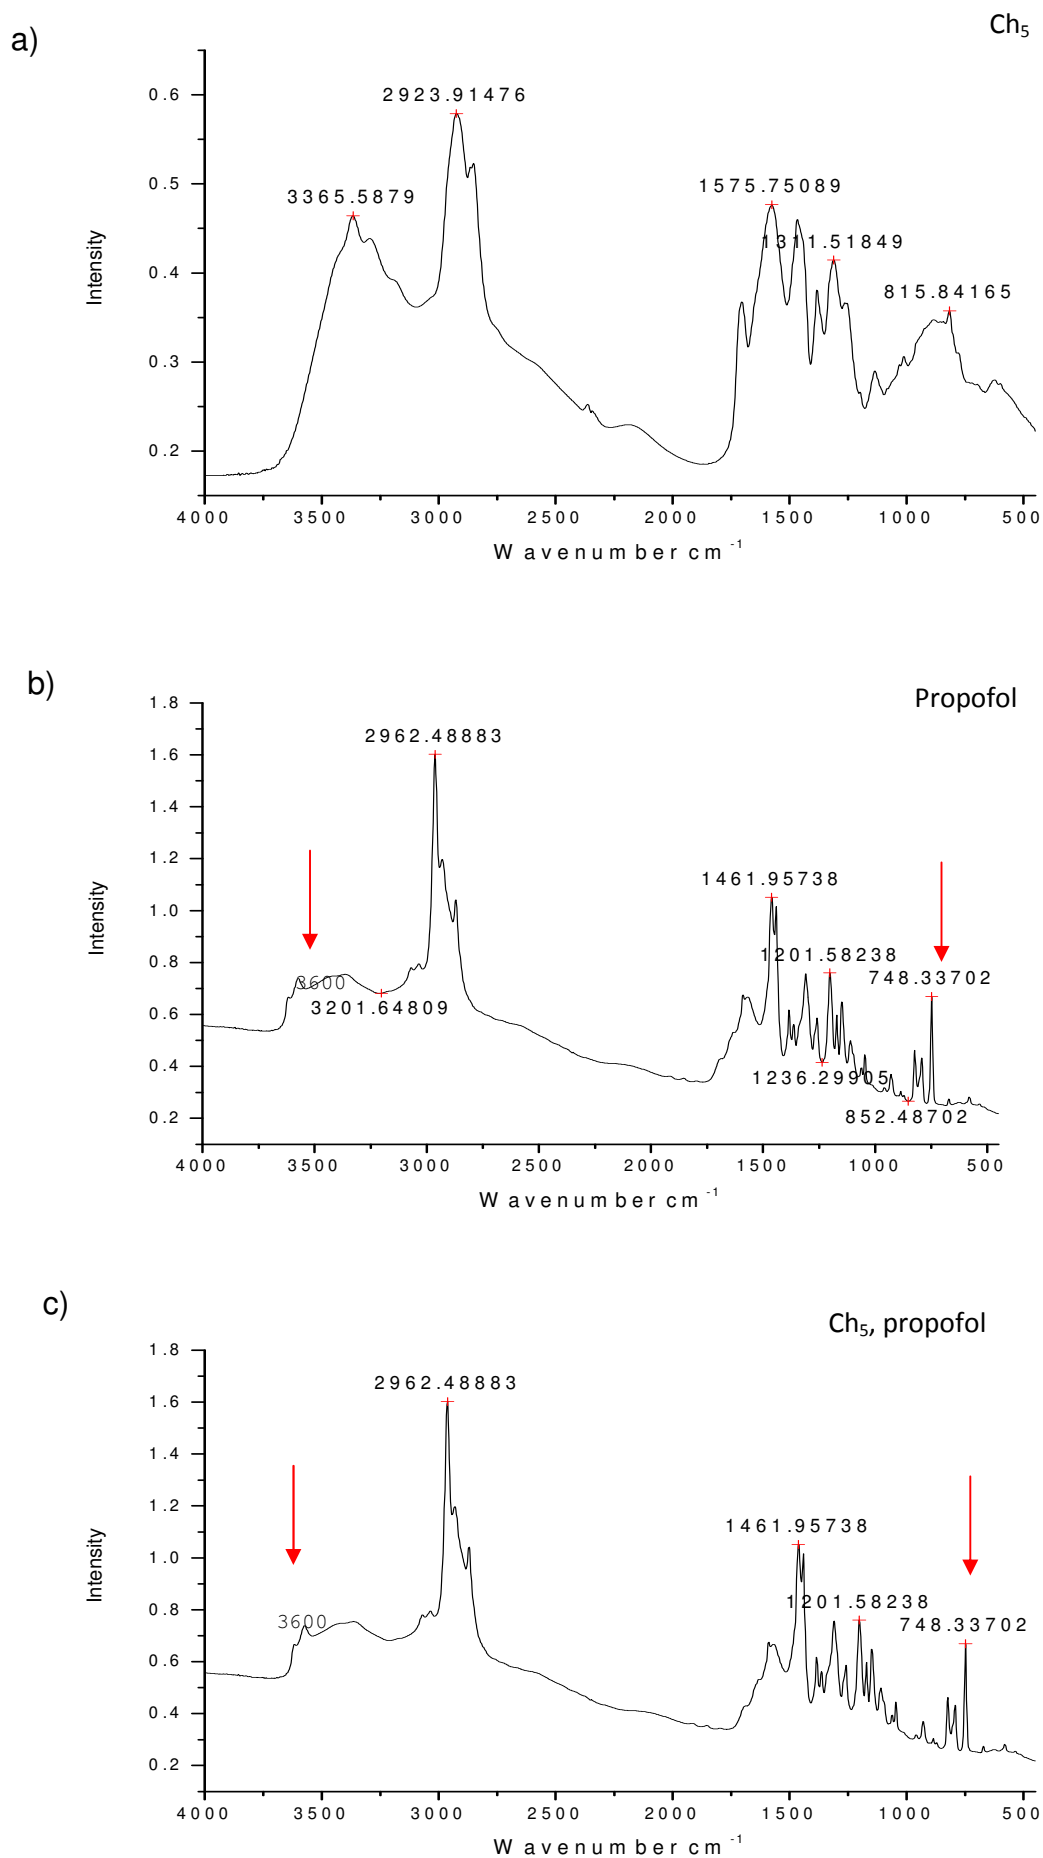 a)
Ch5
2923.91476
3365.5879
1575.75089
1311.51849
815.84165
0.6
0.5
0.4
0.3
0.2
Intensity
4000 3500 3000 2500 2000 1500 1000 500
Wavenumber cm-1
b)
Propofol
2962.48883
1461.95738
1201.58238
748.33702
3600
3201.64809
1236.29905
852.48702
1.8
1.6
1.4
1.2
1.0
0.8
0.6
0.4
0.2
Intensity
4000 3500 3000 2500 2000 1500 1000 500
Wavenumber cm-1
c)
Ch5, propofol
2962.48883
1461.95738
1201.58238
748.33702
3600
1.8
1.6
1.4
1.2
1.0
0.8
0.6
0.4
0.2
Intensity
4000 3500 3000 2500 2000 1500 1000 500
Wavenumber cm-1